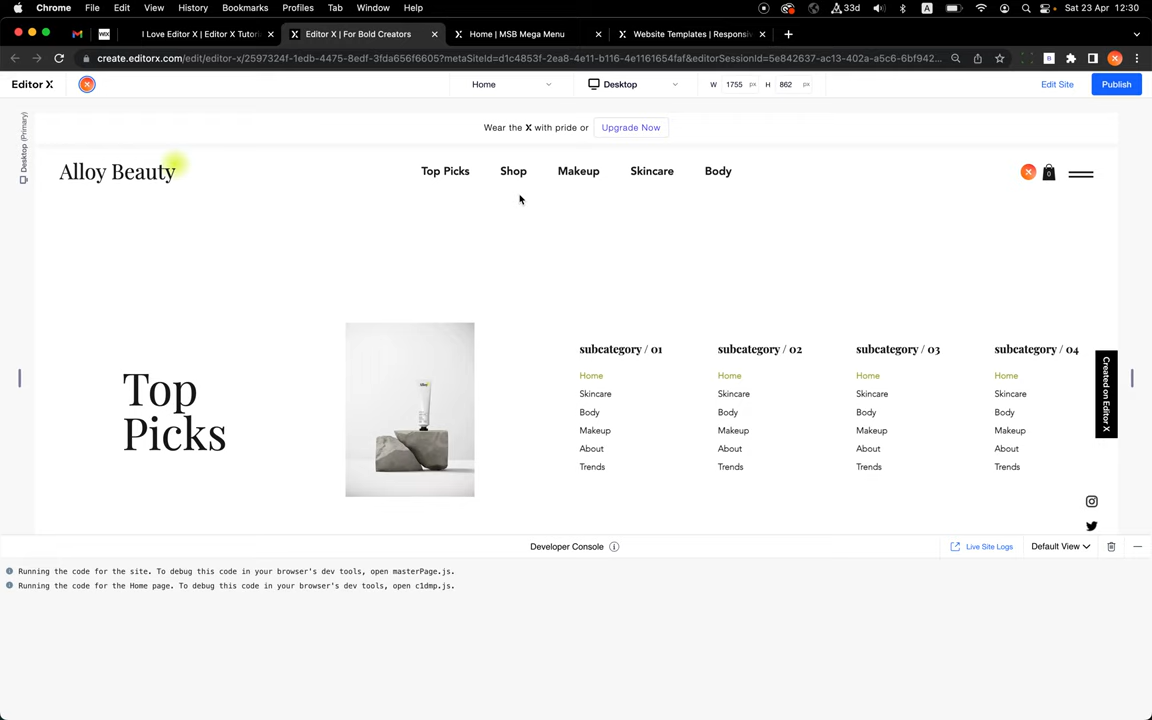 Chrome File Edit View History Bookmarks Profiles Tab Window Help 33d A Sat 23 Apr 12:30
WIX I Love Editor X | Editor X Tutori Editor X | For Bold Creators Home | MSB Mega Menu Website Templates | Responsiv
create.editorx.com/edit/editor-x/2597324f-1edb-4475-8edf-3fda656f6605?metaSiteId=d1c4853f-2ea8-4e11-b116-4e1161654faf&editorSessionId=5e842637-ac13-402a-a5c6-6bf942... B X
Editor X X Home Desktop W 1755 PX H 862 PX Edit Site Publish
Desktop (Primary)
Wear the X with pride or Upgrade Now
Alloy Beauty Top Picks Shop Makeup Skincare Body X 0
Top
Picks
subcategory / 01 subcategory / 02 subcategory / 03 subcategory / 04
Home Home Home Home
Skincare Skincare Skincare Skincare
Body Body Body Body
Makeup Makeup Makeup Makeup
About About About About
Trends Trends Trends Trends
Created on Editor X
Developer Console i Live Site Logs Default View
Running the code for the site. To debug this code in your browser's dev tools, open masterPage.js.
Running the code for the Home page. To debug this code in your browser's dev tools, open c1dmp.js.